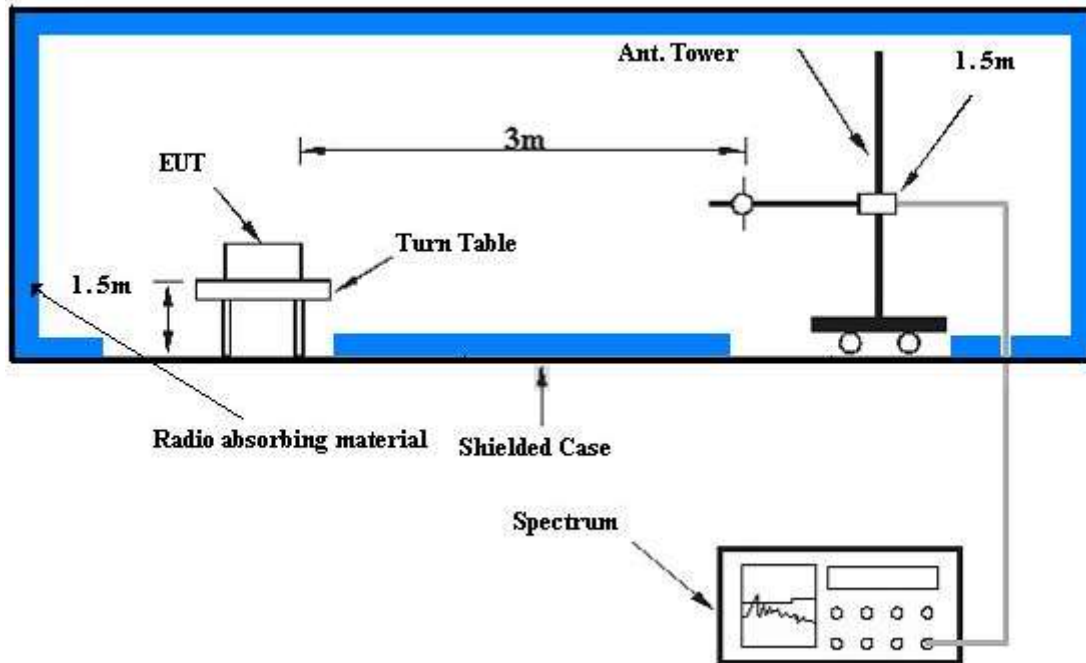 Ant. Tower
1.5m
3m
EUT
Turn Table
1.5m
Radio absorbing material
Shielded Case
Spectrum